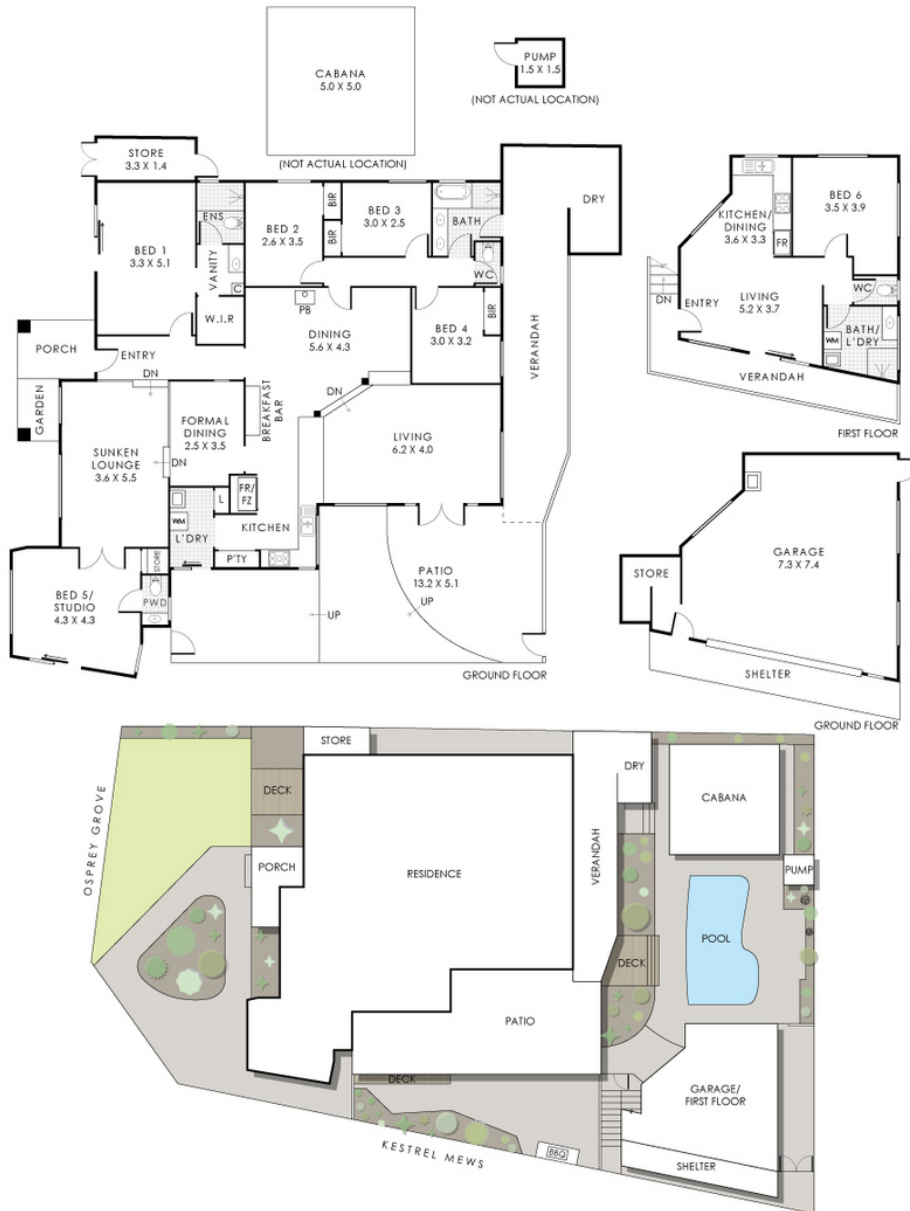 CABANA
5.0 X 5.0
(NOT ACTUAL LOCATION)
PUMP
1.5 X 1.5
(NOT ACTUAL LOCATION)
STORE
3.3 X 1.4
BED 1
3.3 X 5.1
ENS
VANITY
C
W.I.R
BED 2
2.6 X 3.5
BIR
BIR
BED 3
3.0 X 2.5
BATH
WC
DRY
VERANDAH
PORCH
ENTRY
DN
GARDEN
PB
DINING
5.6 X 4.3
BED 4
3.0 X 3.2
BIR
SUNKEN
LOUNGE
3.6 X 5.5
DN
FORMAL
DINING
2.5 X 3.5
BREAKFAST
BAR
DN
LIVING
6.2 X 4.0
FR/
FZ
L
WM
L'DRY
KITCHEN
P'TY
STORE
PWD
BED 5/
STUDIO
4.3 X 4.3
PATIO
13.2 X 5.1
UP
UP
GROUND FLOOR
KITCHEN/
DINING
3.6 X 3.3
FR
BED 6
3.5 X 3.9
DN
ENTRY
LIVING
5.2 X 3.7
WC
WM
BATH/
L'DRY
VERANDAH
FIRST FLOOR
STORE
GARAGE
7.3 X 7.4
SHELTER
GROUND FLOOR
OSPREY GROVE
DECK
STORE
PORCH
RESIDENCE
VERANDAH
DRY
CABANA
PUMP
POOL
DECK
PATIO
DECK
GARAGE/
FIRST FLOOR
SHELTER
BBQ
KESTREL MEWS